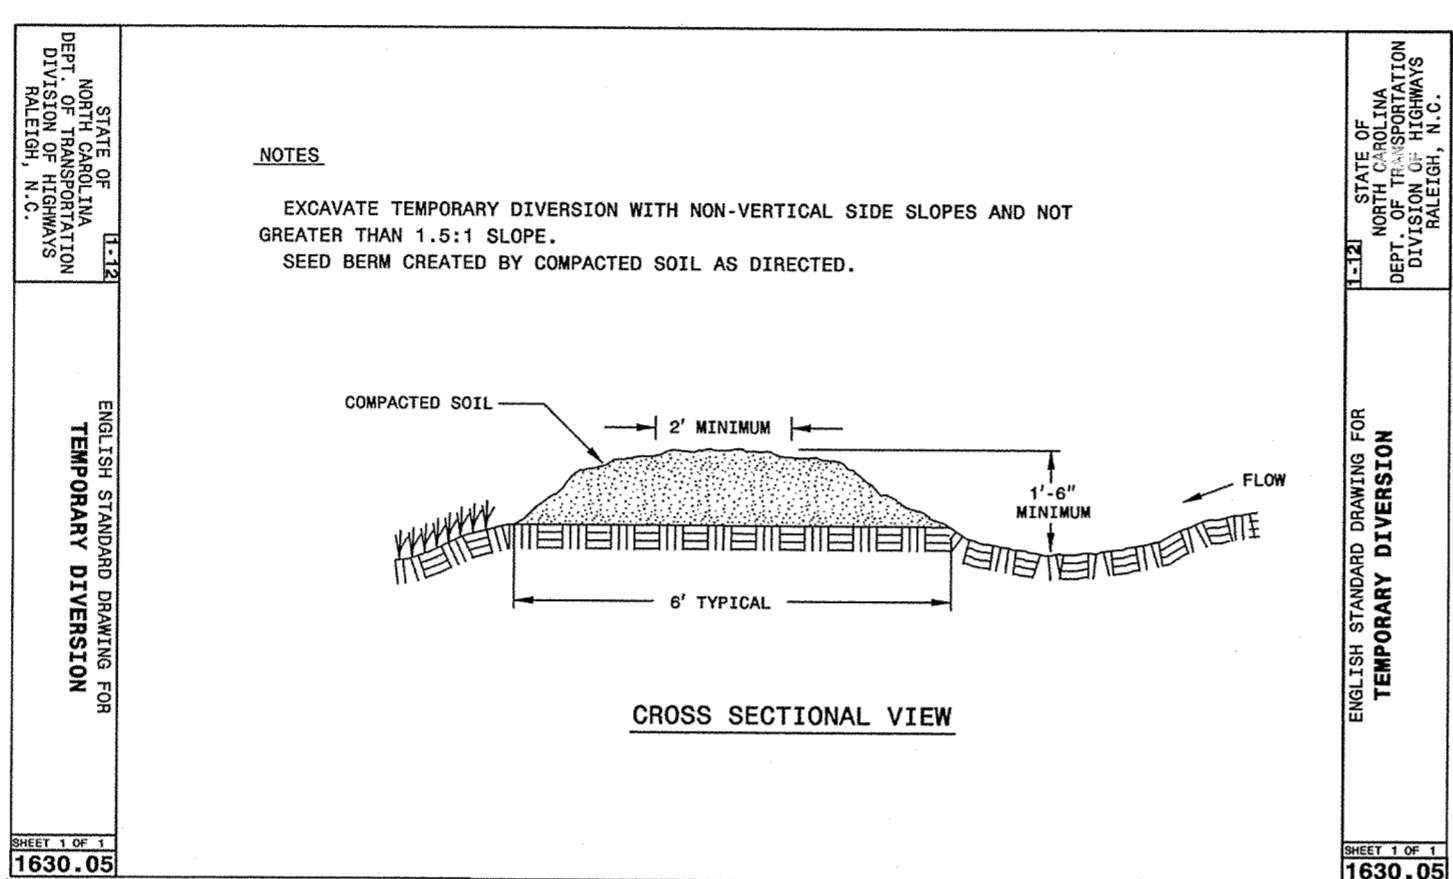 STATE OF
NORTH CAROLINA
DEPT. OF TRANSPORTATION
DIVISION OF HIGHWAYS
RALEIGH, N.C.
1-12
ENGLISH STANDARD DRAWING FOR
TEMPORARY DIVERSION
SHEET 1 OF 1
1630.05
NOTES
EXCAVATE TEMPORARY DIVERSION WITH NON-VERTICAL SIDE SLOPES AND NOT
GREATER THAN 1.5:1 SLOPE.
SEED BERM CREATED BY COMPACTED SOIL AS DIRECTED.
COMPACTED SOIL
2' MINIMUM
1'-6"
MINIMUM
FLOW
6' TYPICAL
CROSS SECTIONAL VIEW
STATE OF
NORTH CAROLINA
DEPT. OF TRANSPORTATION
DIVISION OF HIGHWAYS
RALEIGH, N.C.
1-12
ENGLISH STANDARD DRAWING FOR
TEMPORARY DIVERSION
SHEET 1 OF 1
1630.05